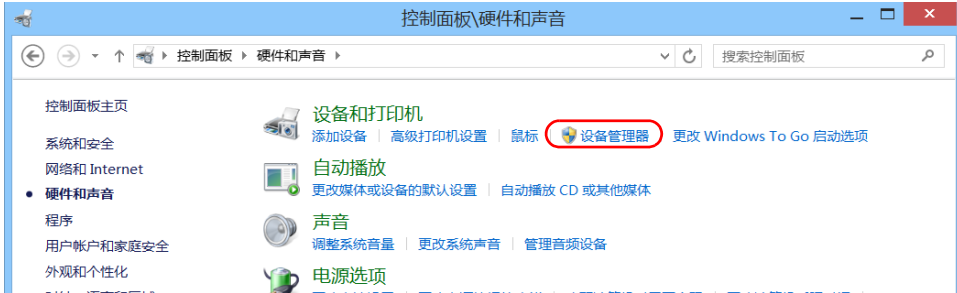 控制面板\硬件和声音
控制面板 硬件和声音
搜索控制面板
控制面板主页
系统和安全
网络和 Internet
硬件和声音
程序
用户帐户和家庭安全
外观和个性化
设备和打印机
添加设备 高级打印机设置 鼠标 设备管理器 更改 Windows To Go 启动选项
自动播放
更改媒体或设备的默认设置 自动播放 CD 或其他媒体
声音
调整系统音量 更改系统声音 管理音频设备
电源选项